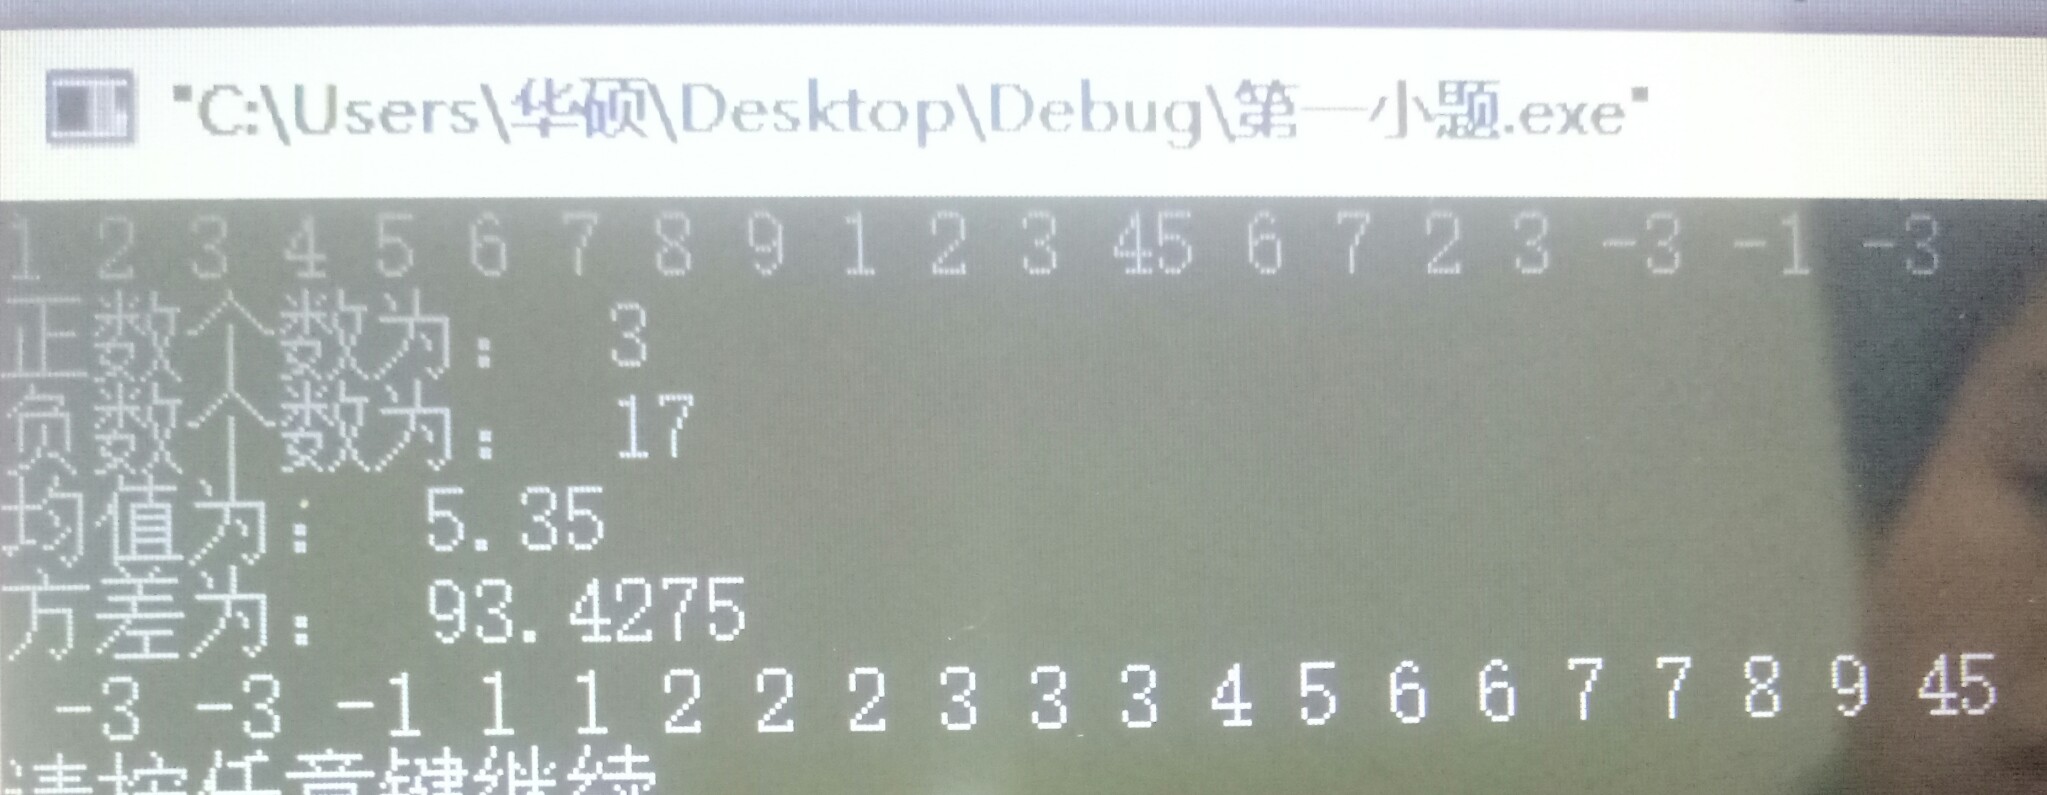 "C:\Users\华硕\Desktop\Debug\第一小题.exe"
1 2 3 4 5 6 7 8 9 1 2 3 45 6 7 2 3 -3 -1 -3
正数个数为: 3
负数个数为: 17
均值为: 5.35
方差为: 93.4275
-3 -3 -1 1 1 2 2 2 3 3 3 4 5 6 6 7 7 8 9 45
请按任意键继续